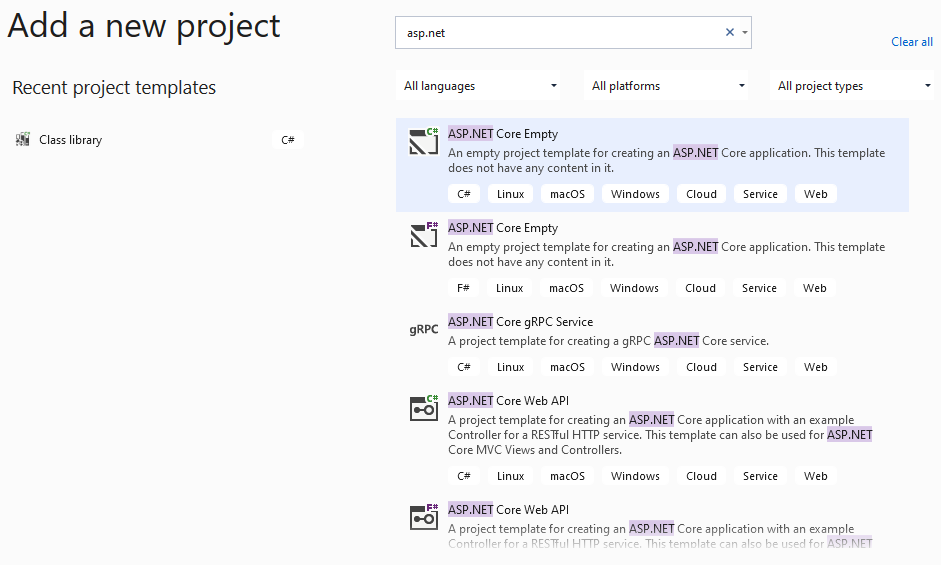 Add a new project
asp.net
Clear all
Recent project templates
All languages
All platforms
All project types
Class library
C#
C#
ASP.NET Core Empty
An empty project template for creating an ASP.NET Core application. This template
does not have any content in it.
C# Linux macOS Windows Cloud Service Web
F#
ASP.NET Core Empty
An empty project template for creating an ASP.NET Core application. This template
does not have any content in it.
F# Linux macOS Windows Cloud Service Web
gRPC
ASP.NET Core gRPC Service
A project template for creating a gRPC ASP.NET Core service.
C# Linux macOS Windows Cloud Service Web
C#
ASP.NET Core Web API
A project template for creating an ASP.NET Core application with an example
Controller for a RESTful HTTP service. This template can also be used for ASP.NET
Core MVC Views and Controllers.
C# Linux macOS Windows Cloud Service Web
F#
ASP.NET Core Web API
A project template for creating an ASP.NET Core application with an example
Controller for a RESTful HTTP service. This template can also be used for ASP.NET